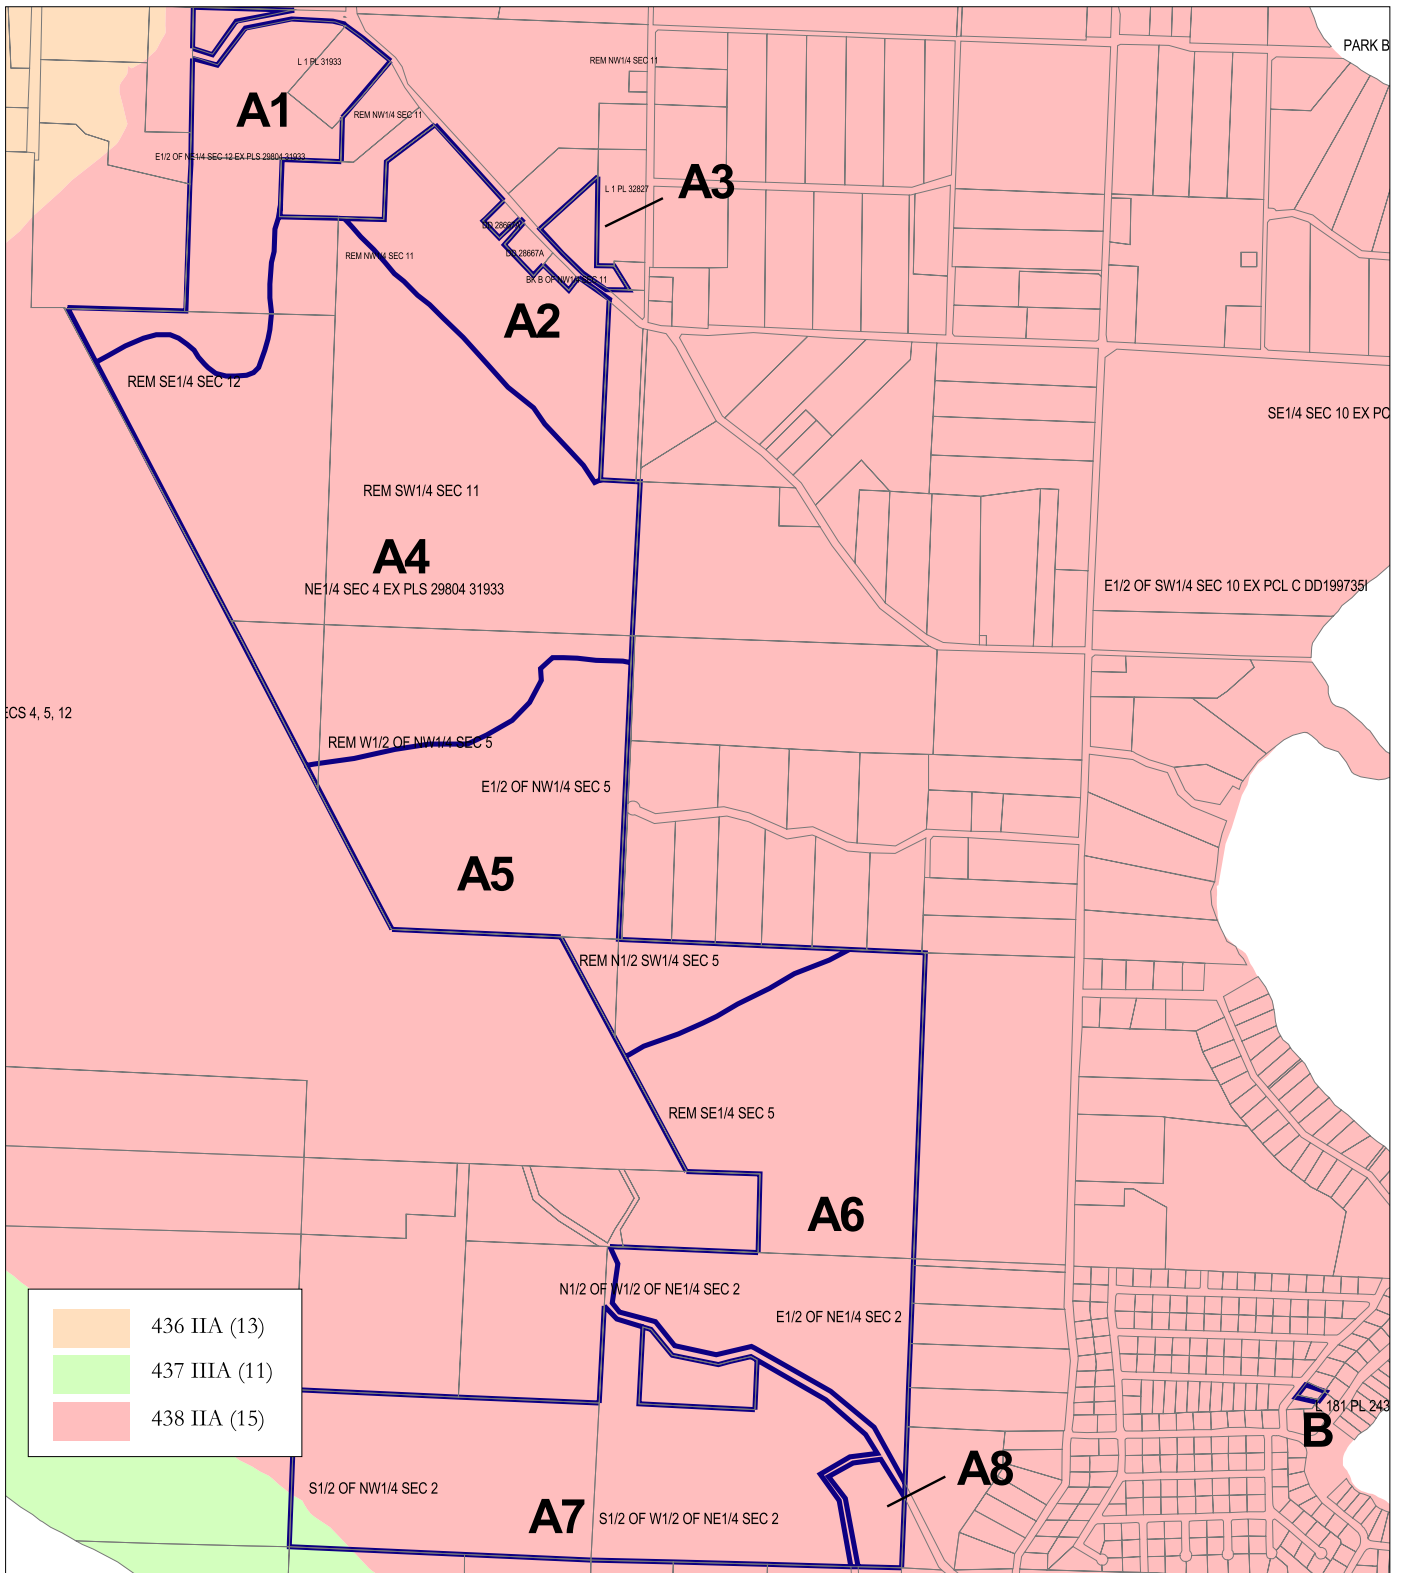 PARK B
L 1 PL 31933
REM NW1/4 SEC 11
A1
REM NW1/4 SEC 11
E1/2 OF NE1/4 SEC 12 EX PLS 29804 31933
A3
L 1 PL 32827
DD 28667A
REM NW1/4 SEC 11
BK B OF NW1/4 SEC 11
A2
REM SE1/4 SEC 12
SE1/4 SEC 10 EX PC
REM SW1/4 SEC 11
A4
NE1/4 SEC 4 EX PLS 29804 31933
E1/2 OF SW1/4 SEC 10 EX PCL C DD199735I
ECS 4, 5, 12
REM W1/2 OF NW1/4 SEC 5
E1/2 OF NW1/4 SEC 5
A5
REM N1/2 SW1/4 SEC 5
REM SE1/4 SEC 5
A6
N1/2 OF W1/2 OF NE1/4 SEC 2
E1/2 OF NE1/4 SEC 2
436 IIA (13)
437 IIIA (11)
438 IIA (15)
L 181 PL 243
B
A8
S1/2 OF NW1/4 SEC 2
A7
S1/2 OF W1/2 OF NE1/4 SEC 2